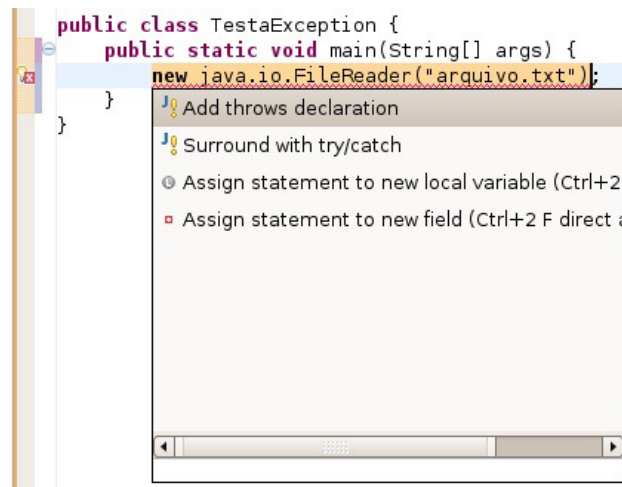 public class TestaException {
public static void main(String[] args) {
new java.io.FileReader("arquivo.txt");
}
}
Add throws declaration
Surround with try/catch
Assign statement to new local variable (Ctrl+2
Assign statement to new field (Ctrl+2 F direct a